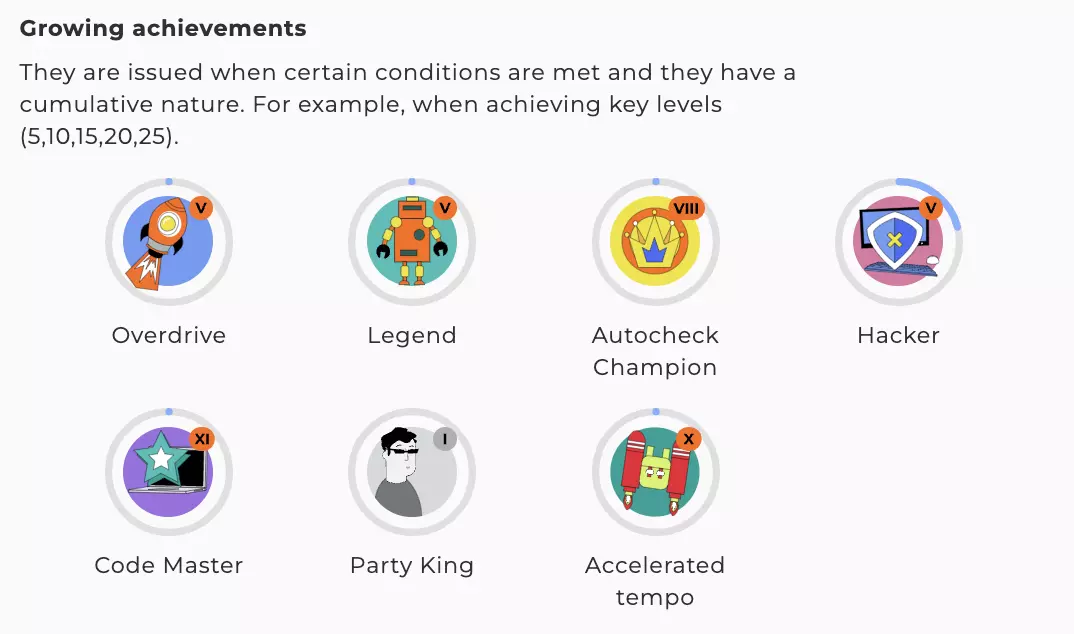 Growing achievements
They are issued when certain conditions are met and they have a
cumulative nature. For example, when achieving key levels
(5,10,15,20,25).
V
V
VIII
V
Overdrive
Legend
Autocheck
Champion
Hacker
XI
I
X
Code Master
Party King
Accelerated
tempo